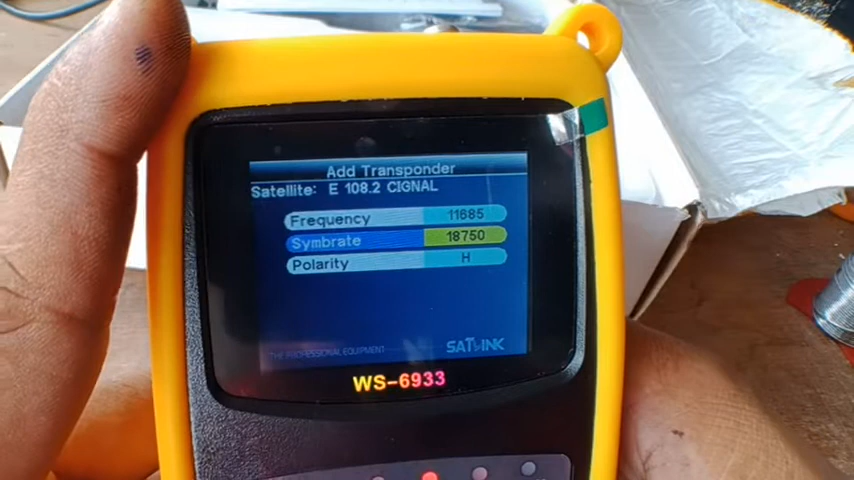 Add Transponder
Satellite: E 108.2 CIGNAL
Frequency 11685
Symbrate 18750
Polarity H
THE PROFESSIONAL EQUIPMENT SATLINK
WS-6933